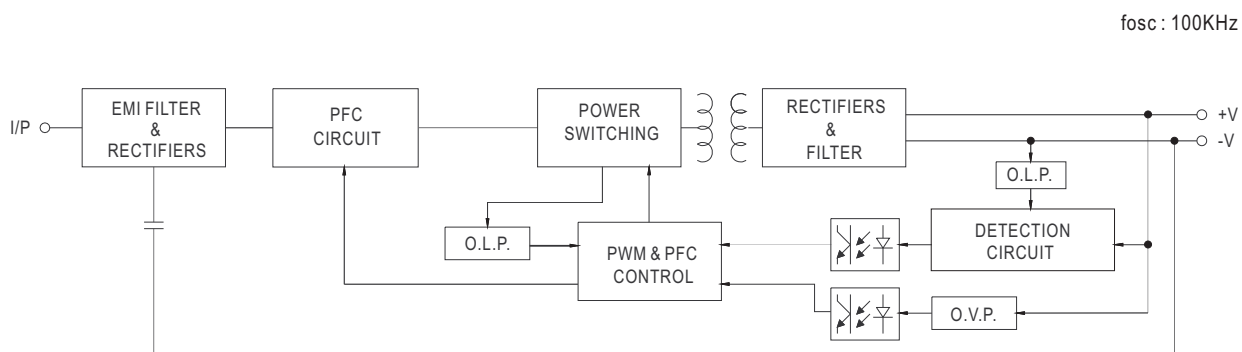 fosc : 100KHz
EMI FILTER
&
RECTIFIERS
PFC
CIRCUIT
POWER
SWITCHING
RECTIFIERS
&
FILTER
I/P
+V
-V
O.L.P.
O.L.P.
PWM & PFC
CONTROL
DETECTION
CIRCUIT
O.V.P.